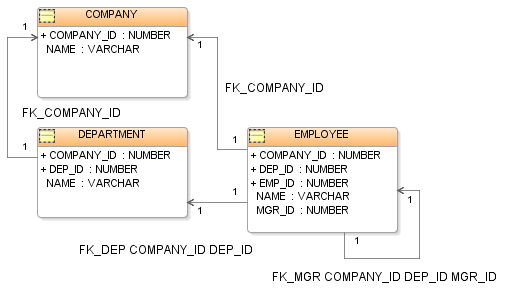 COMPANY
+ COMPANY_ID : NUMBER
NAME : VARCHAR
1
1
FK_COMPANY_ID
FK_COMPANY_ID
DEPARTMENT
+ COMPANY_ID : NUMBER
+ DEP_ID : NUMBER
NAME : VARCHAR
1
EMPLOYEE
+ COMPANY_ID : NUMBER
+ DEP_ID : NUMBER
+ EMP_ID : NUMBER
NAME : VARCHAR
MGR_ID : NUMBER
1
1
1
1
1
FK_DEP COMPANY_ID DEP_ID
FK_MGR COMPANY_ID DEP_ID MGR_ID